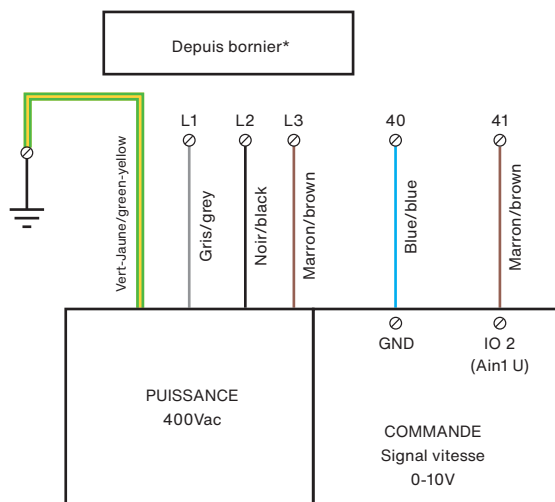 Depuis bornier*
L1 L2 L3 40 41
Vert-Jaune/green-yellow
Gris/grey
Noir/black
Marron/brown
Blue/blue
Marron/brown
GND
IO 2
(Ain1 U)
PUISSANCE
400Vac
COMMANDE
Signal vitesse
0-10V